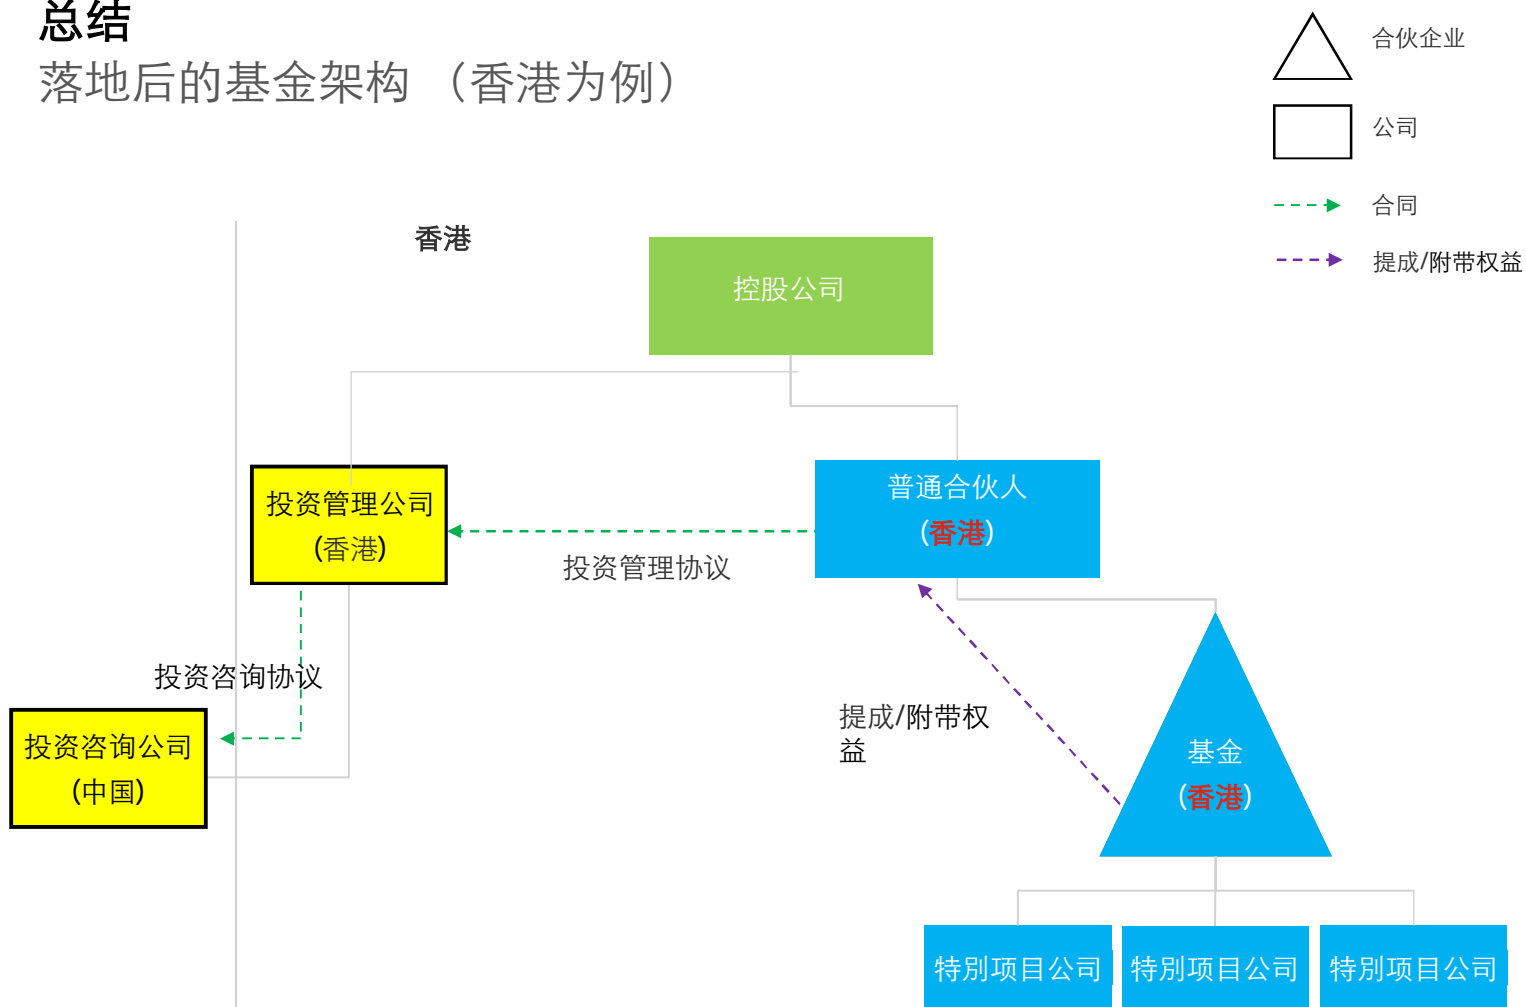 总结
落地后的基金架构 （香港为例）
合伙企业
公司
合同
提成/附带权益
香港
控股公司
投资管理公司
(香港)
普通合伙人
(香港)
投资管理协议
投资咨询协议
投资咨询公司
(中国)
提成/附带权
益
基金
(香港)
特别项目公司
特别项目公司
特别项目公司